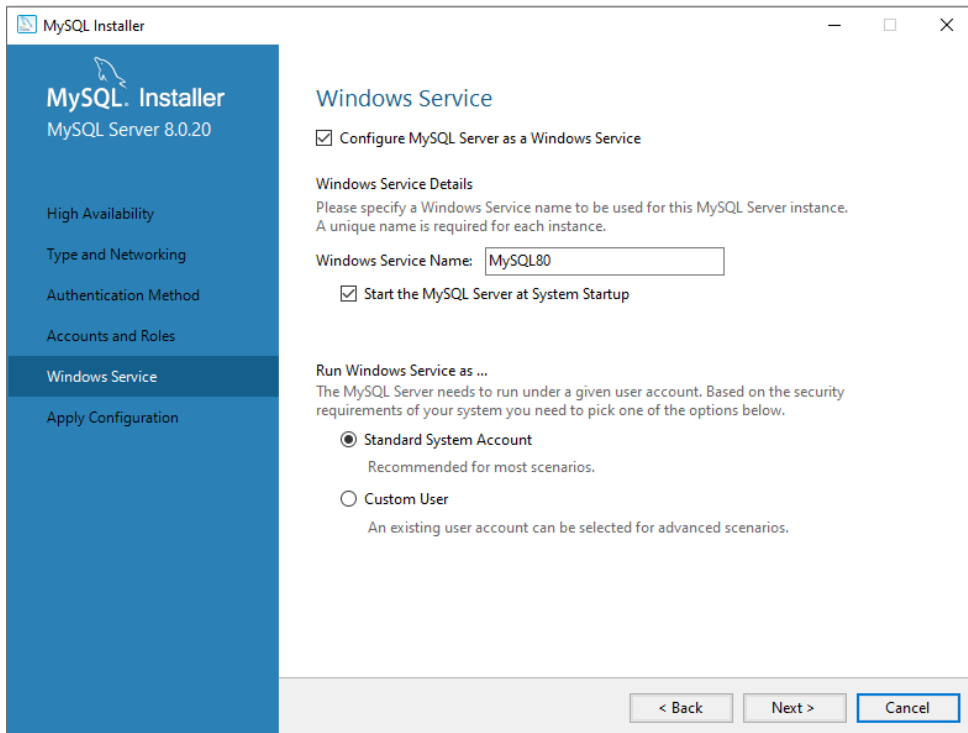 MySQL Installer
MySQL. Installer
MySQL Server 8.0.20
High Availability
Type and Networking
Authentication Method
Accounts and Roles
Windows Service
Apply Configuration
Windows Service
Configure MySQL Server as a Windows Service
Windows Service Details
Please specify a Windows Service name to be used for this MySQL Server instance.
A unique name is required for each instance.
Windows Service Name: MySQL80
Start the MySQL Server at System Startup
Run Windows Service as ...
The MySQL Server needs to run under a given user account. Based on the security
requirements of your system you need to pick one of the options below.
Standard System Account
Recommended for most scenarios.
Custom User
An existing user account can be selected for advanced scenarios.
< Back
Next >
Cancel